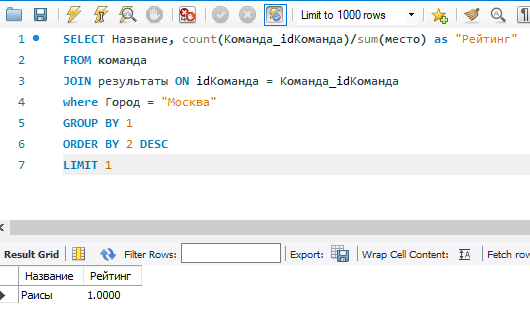 Limit to 1000 rows
1 SELECT Название, count(Команда_idКоманда)/sum(место) as "Рейтинг"
2 FROM команда
3 JOIN результаты ON idКоманда = Команда_idКоманда
4 where Город = "Москва"
5 GROUP BY 1
6 ORDER BY 2 DESC
7 LIMIT 1
Result Grid Filter Rows: Export: Wrap Cell Content: Fetch row
Название Рейтинг
Раисы 1.0000